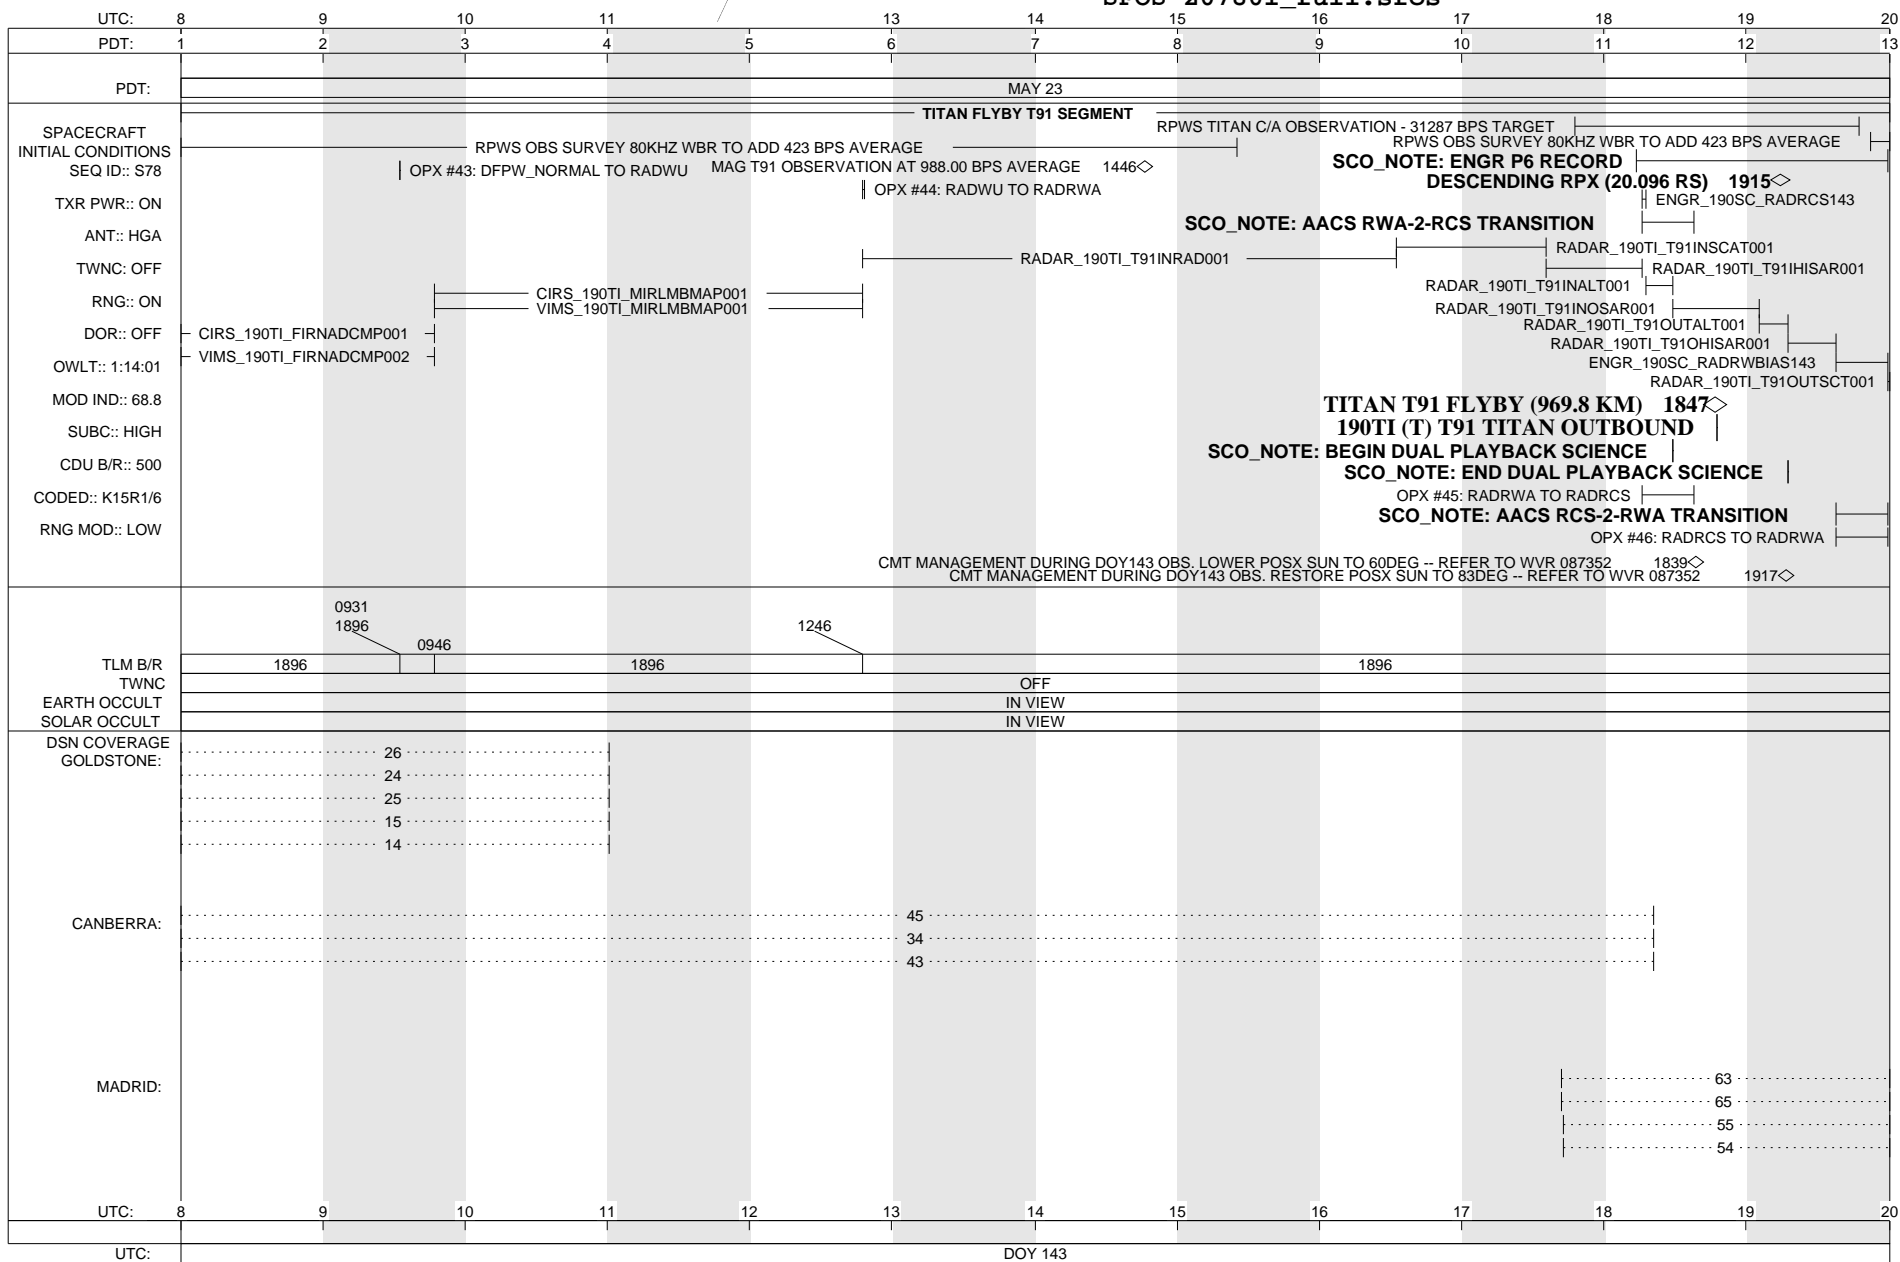 UTC: 8 9 10 11 12 13 14 15 16 17 18 19 20
PDT: 1 2 3 4 5 6 7 8 9 10 11 12 13
PDT: MAY 23
TITAN FLYBY T91 SEGMENT
RPWS TITAN C/A OBSERVATION - 31287 BPS TARGET
SPACECRAFT
INITIAL CONDITIONS
RPWS OBS SURVEY 80KHZ WBR TO ADD 423 BPS AVERAGE
RPWS OBS SURVEY 80KHZ WBR TO ADD 423 BPS AVERAGE
SCO_NOTE: ENGR P6 RECORD
SEQ ID:: S78
OPX #43: DFPW_NORMAL TO RADWU
MAG T91 OBSERVATION AT 988.00 BPS AVERAGE 1446
DESCENDING RPX (20.096 RS) 1915
OPX #44: RADWU TO RADRWA
TXR PWR:: ON
ENGR_190SC_RADRCS143
SCO_NOTE: AACS RWA-2-RCS TRANSITION
ANT:: HGA
RADAR_190TI_T91INSCAT001
RADAR_190TI_T91INRAD001
TWNC: OFF
RADAR_190TI_T91IHISAR001
RADAR_190TI_T91INALT001
CIRS_190TI_MIRLMBMAP001
RNG:: ON
VIMS_190TI_MIRLMBMAP001
RADAR_190TI_T91INOSAR001
RADAR_190TI_T91OUTALT001
DOR:: OFF
CIRS_190TI_FIRNADCMP001
RADAR_190TI_T91OHISAR001
VIMS_190TI_FIRNADCMP002
ENGR_190SC_RADRWBIAS143
OWLT:: 1:14:01
RADAR_190TI_T91OUTSCT001
MOD IND:: 68.8
TITAN T91 FLYBY (969.8 KM) 1847
SUBC:: HIGH
190TI (T) T91 TITAN OUTBOUND
SCO_NOTE: BEGIN DUAL PLAYBACK SCIENCE
CDU B/R:: 500
SCO_NOTE: END DUAL PLAYBACK SCIENCE
CODED:: K15R1/6
OPX #45: RADRWA TO RADRCS
SCO_NOTE: AACS RCS-2-RWA TRANSITION
RNG MOD:: LOW
OPX #46: RADRCS TO RADRWA
CMT MANAGEMENT DURING DOY143 OBS. LOWER POSX SUN TO 60DEG -- REFER TO WVR 087352 1839
CMT MANAGEMENT DURING DOY143 OBS. RESTORE POSX SUN TO 83DEG -- REFER TO WVR 087352 1917
0931
1896 1246
0946
TLM B/R 1896 1896 1896
TWNC OFF
EARTH OCCULT IN VIEW
SOLAR OCCULT IN VIEW
DSN COVERAGE
GOLDSTONE: 26
24
25
15
14
CANBERRA: 45
34
43
MADRID: 63
65
55
54
UTC: 8 9 10 11 12 13 14 15 16 17 18 19 20
UTC: DOY 143